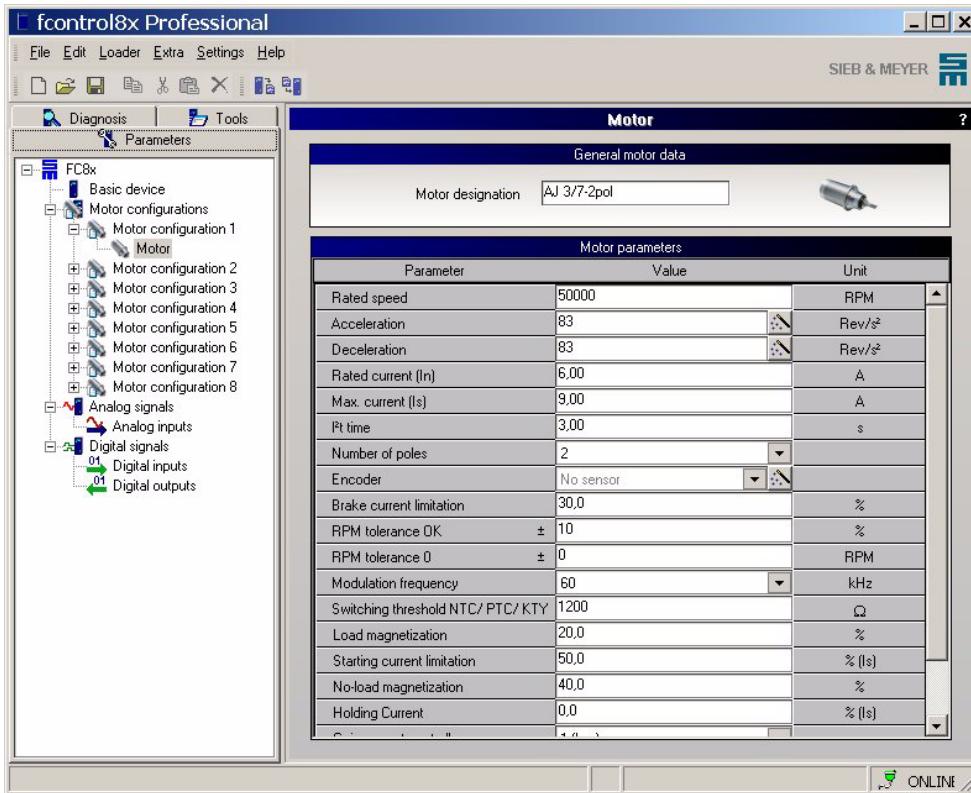 fcontrol8x Professional
File Edit Loader Extra Settings Help
SIEB & MEYER
Diagnosis Tools
Parameters
FC8x
Basic device
Motor configurations
Motor configuration 1
Motor
Motor configuration 2
Motor configuration 3
Motor configuration 4
Motor configuration 5
Motor configuration 6
Motor configuration 7
Motor configuration 8
Analog signals
Analog inputs
Digital signals
01 Digital inputs
01 Digital outputs
Motor ?
General motor data
Motor designation AJ 3/7-2pol
Motor parameters
Parameter Value Unit
Rated speed 50000 RPM
Acceleration 83 Rev/s²
Deceleration 83 Rev/s²
Rated current (In) 6,00 A
Max. current (Is) 9,00 A
I²t time 3,00 s
Number of poles 2
Encoder No sensor
Brake current limitation 30,0 %
RPM tolerance OK ± 10 %
RPM tolerance 0 ± 0 RPM
Modulation frequency 60 kHz
Switching threshold NTC/ PTC/ KTY 1200 Ω
Load magnetization 20,0 %
Starting current limitation 50,0 % (Is)
No-load magnetization 40,0 %
Holding Current 0,0 % (Is)
ONLINE